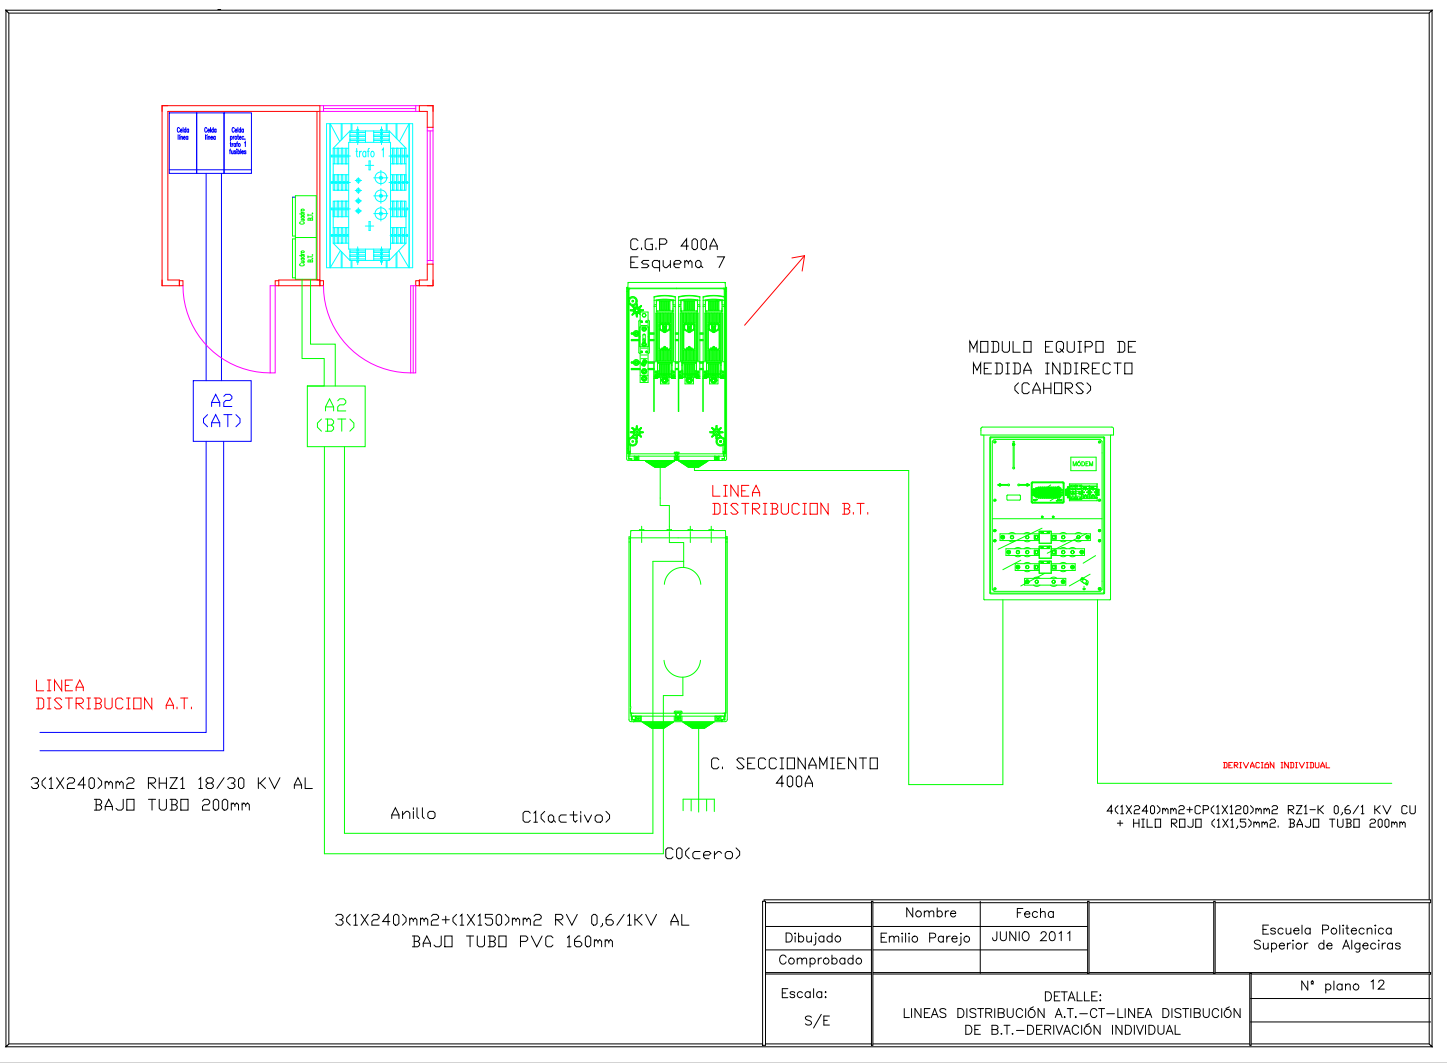 Celda
línea
Celda
línea
Celda
protec.
trafo 1
fusibles
trafo 1
Cuadro
B.T.
Cuadro
B.T.
C.G.P 400A
Esquema 7
MODULO EQUIPO DE
MEDIDA INDIRECTO
(CAHORS)
A2
(AT)
A2
(BT)
MODEM
LINEA
DISTRIBUCION B.T.
LINEA
DISTRIBUCION A.T.
C. SECCIONAMIENTO
400A
DERIVACIóN INDIVIDUAL
3(1X240)mm2 RHZ1 18/30 KV AL
BAJO TUBO 200mm
Anillo
C1(activo)
4(1X240)mm2+CP(1X120)mm2 RZ1-K 0,6/1 KV CU
+ HILO ROJO (1X1,5)mm2. BAJO TUBO 200mm
C0(cero)
3(1X240)mm2+(1X150)mm2 RV 0,6/1KV AL
BAJO TUBO PVC 160mm
Nombre
Fecha
Dibujado
Emilio Parejo
JUNIO 2011
Comprobado
Escuela Politecnica
Superior de Algeciras
Escala:
S/E
DETALLE:
LINEAS DISTRIBUCIÓN A.T.-CT-LINEA DISTIBUCIÓN
DE B.T.-DERIVACIÓN INDIVIDUAL
Nº plano 12